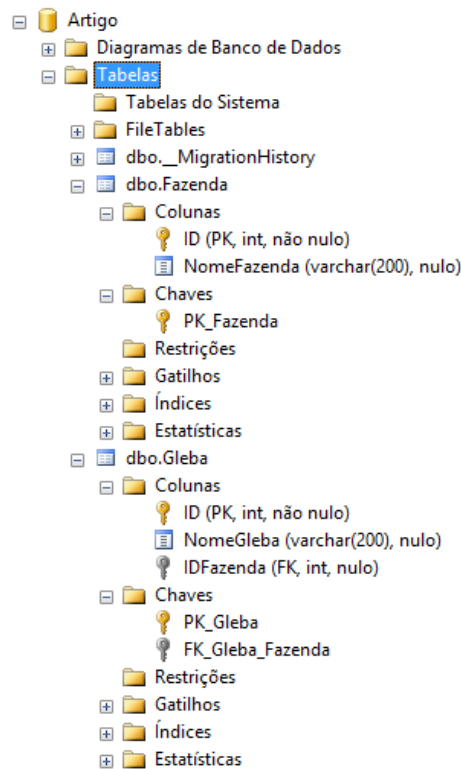 Artigo
Diagramas de Banco de Dados
Tabelas
Tabelas do Sistema
FileTables
dbo.__MigrationHistory
dbo.Fazenda
Colunas
ID (PK, int, não nulo)
NomeFazenda (varchar(200), nulo)
Chaves
PK_Fazenda
Restrições
Gatilhos
Índices
Estatísticas
dbo.Gleba
Colunas
ID (PK, int, não nulo)
NomeGleba (varchar(200), nulo)
IDFazenda (FK, int, nulo)
Chaves
PK_Gleba
FK_Gleba_Fazenda
Restrições
Gatilhos
Índices
Estatísticas